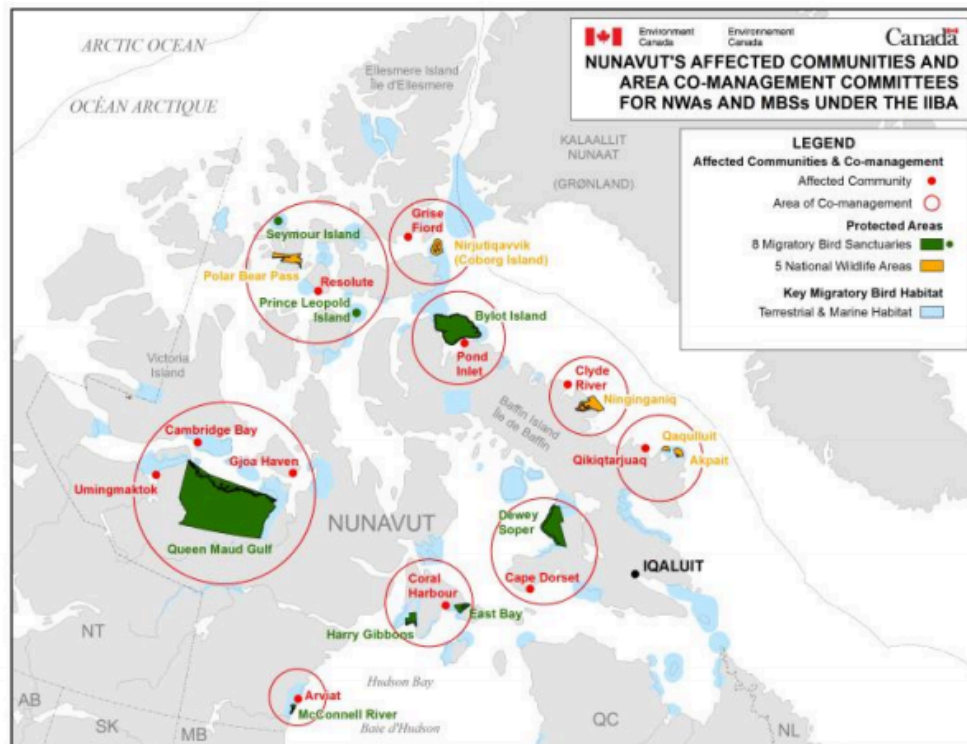 Environment
Canada
Environnement
Canada
Canada
NUNAVUT'S AFFECTED COMMUNITIES AND
AREA CO-MANAGEMENT COMMITTEES
FOR NWAs AND MBSs UNDER THE IIBA
LEGEND
Affected Communities & Co-management
Affected Community
Area of Co-management
Protected Areas
8 Migratory Bird Sanctuaries
5 National Wildlife Areas
Key Migratory Bird Habitat
Terrestrial & Marine Habitat
ARCTIC OCEAN
OCÉAN ARCTIQUE
Ellesmere Island
Île d'Ellesmere
KALAALLIT
NUNAAT
(GRØNLAND)
Seymour Island
Polar Bear Pass
Resolute
Prince Leopold
Island
Grise
Fiord
Nirjutiqavvik
(Coborg Island)
Bylot Island
Pond
Inlet
Victoria
Island
Clyde
River
Ninginganiq
Baffin Island
Île de Baffin
Qaqulluit
Qikiqtarjuaq
Akpait
Cambridge Bay
Gjoa Haven
Umingmaktok
Queen Maud Gulf
NUNAVUT
Dewey
Soper
IQALUIT
Cape Dorset
Coral
Harbour
East Bay
Harry Gibbons
NT
Arviat
McConnell River
Hudson Bay
Baie d'Hudson
AB
SK
MB
QC
NL